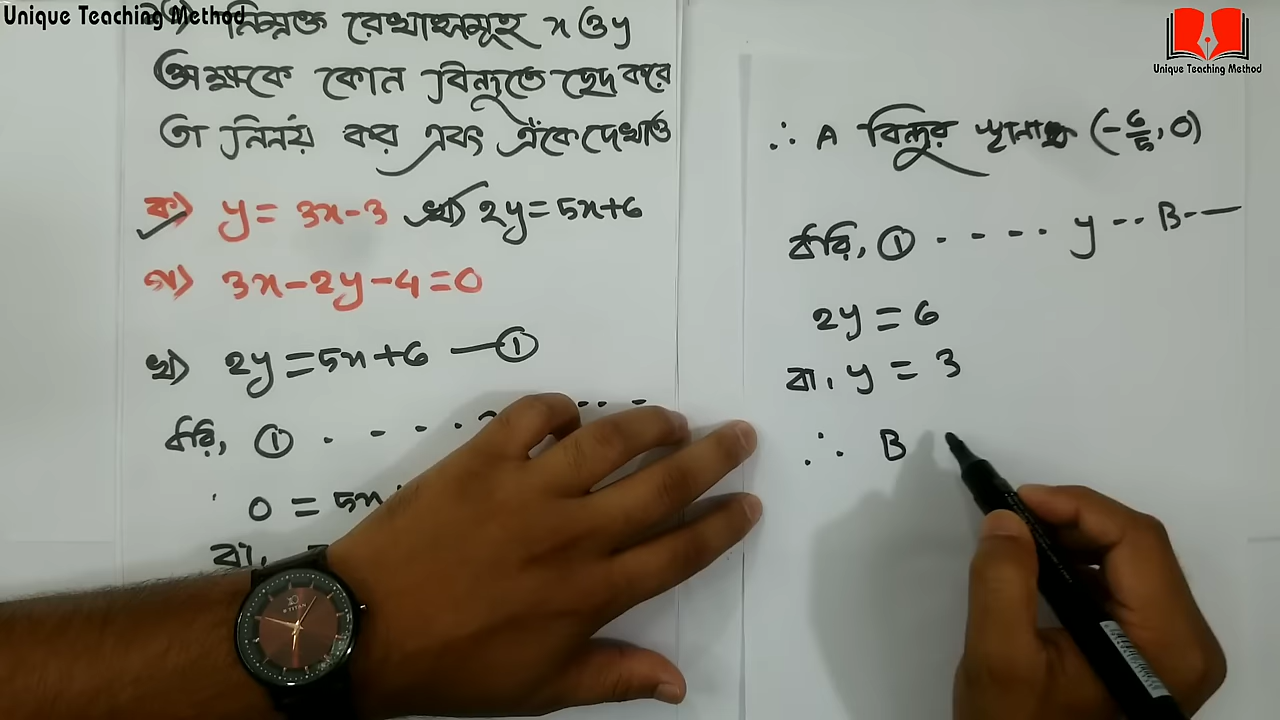 Unique Teaching Method
নিম্নোক্ত রেখাসমূহ x ও y
অক্ষকে কোন বিন্দুতে ছেদ করে
তা নির্ণয় কর এবং এঁকে দেখাও
ক) y = 3x-3 খ) 2y=5x+6
গ) 3x-2y-4=0
খ) 2y=5x+6 —①
ধরি, ① . - - .
0 = 5x
বা,
Unique Teaching Method
∴ A বিন্দুর স্থানাঙ্ক (-6/5, 0)
ধরি, ① . - - - . y -- B -—
2y = 6
বা, y = 3
∴ B